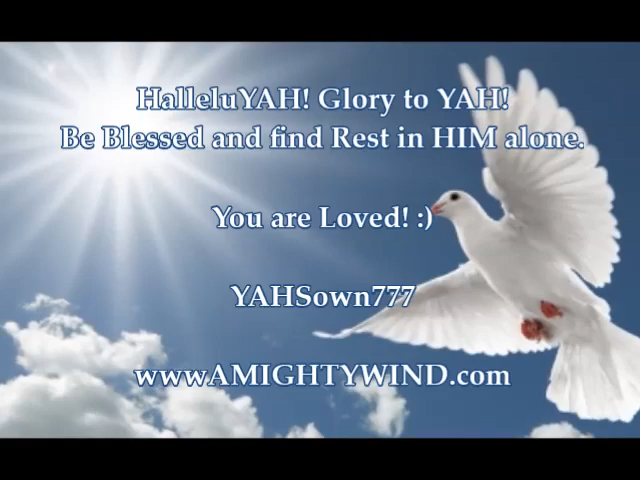 HalleluYAH! Glory to YAH!
Be Blessed and find Rest in HIM alone.
You are Loved! :)
YAHSown777
wwwAMIGHTYWIND.com